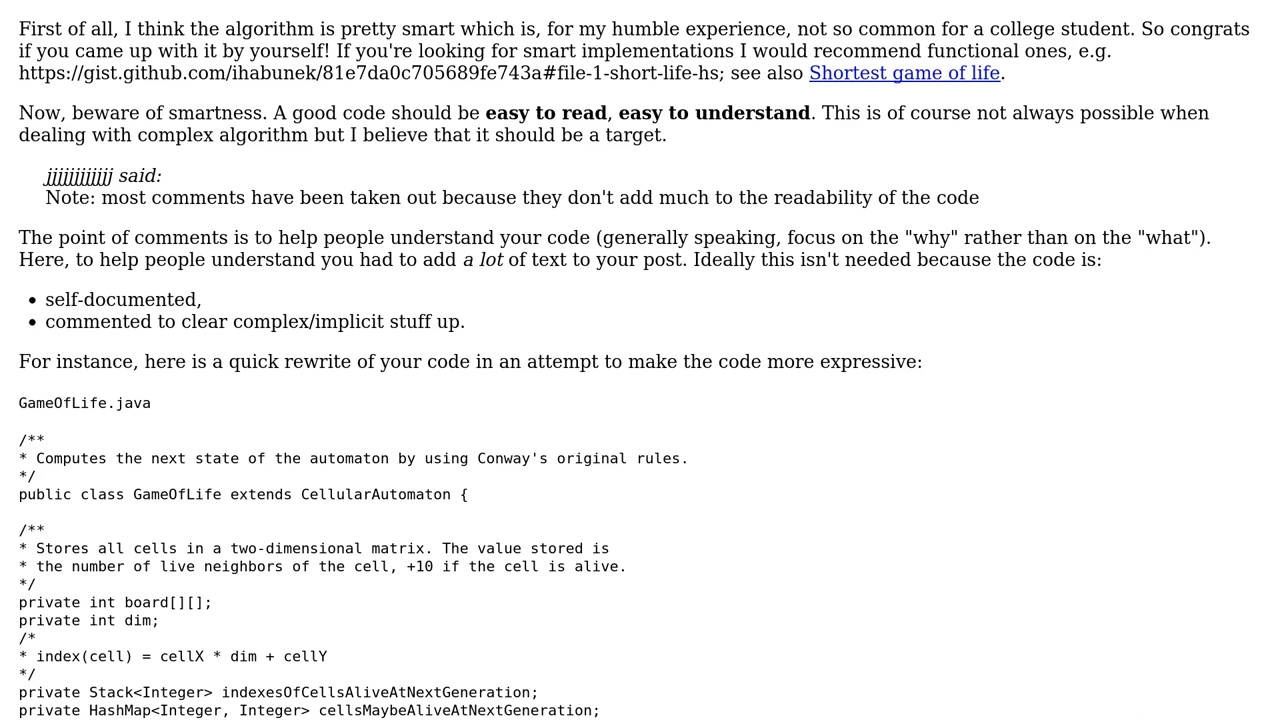 First of all, I think the algorithm is pretty smart which is, for my humble experience, not so common for a college student. So congrats
if you came up with it by yourself! If you're looking for smart implementations I would recommend functional ones, e.g.
https://gist.github.com/ihabunek/81e7da0c705689fe743a#file-1-short-life-hs; see also Shortest game of life.
Now, beware of smartness. A good code should be easy to read, easy to understand. This is of course not always possible when
dealing with complex algorithm but I believe that it should be a target.
jjjjjjjjjjjj said:
Note: most comments have been taken out because they don't add much to the readability of the code
The point of comments is to help people understand your code (generally speaking, focus on the "why" rather than on the "what").
Here, to help people understand you had to add a lot of text to your post. Ideally this isn't needed because the code is:
• self-documented,
• commented to clear complex/implicit stuff up.
For instance, here is a quick rewrite of your code in an attempt to make the code more expressive:
GameOfLife.java
/**
* Computes the next state of the automaton by using Conway's original rules.
*/
public class GameOfLife extends CellularAutomaton {
/**
* Stores all cells in a two-dimensional matrix. The value stored is
* the number of live neighbors of the cell, +10 if the cell is alive.
*/
private int board[][];
private int dim;
/*
* index(cell) = cellX * dim + cellY
*/
private Stack<Integer> indexesOfCellsAliveAtNextGeneration;
private HashMap<Integer, Integer> cellsMaybeAliveAtNextGeneration;